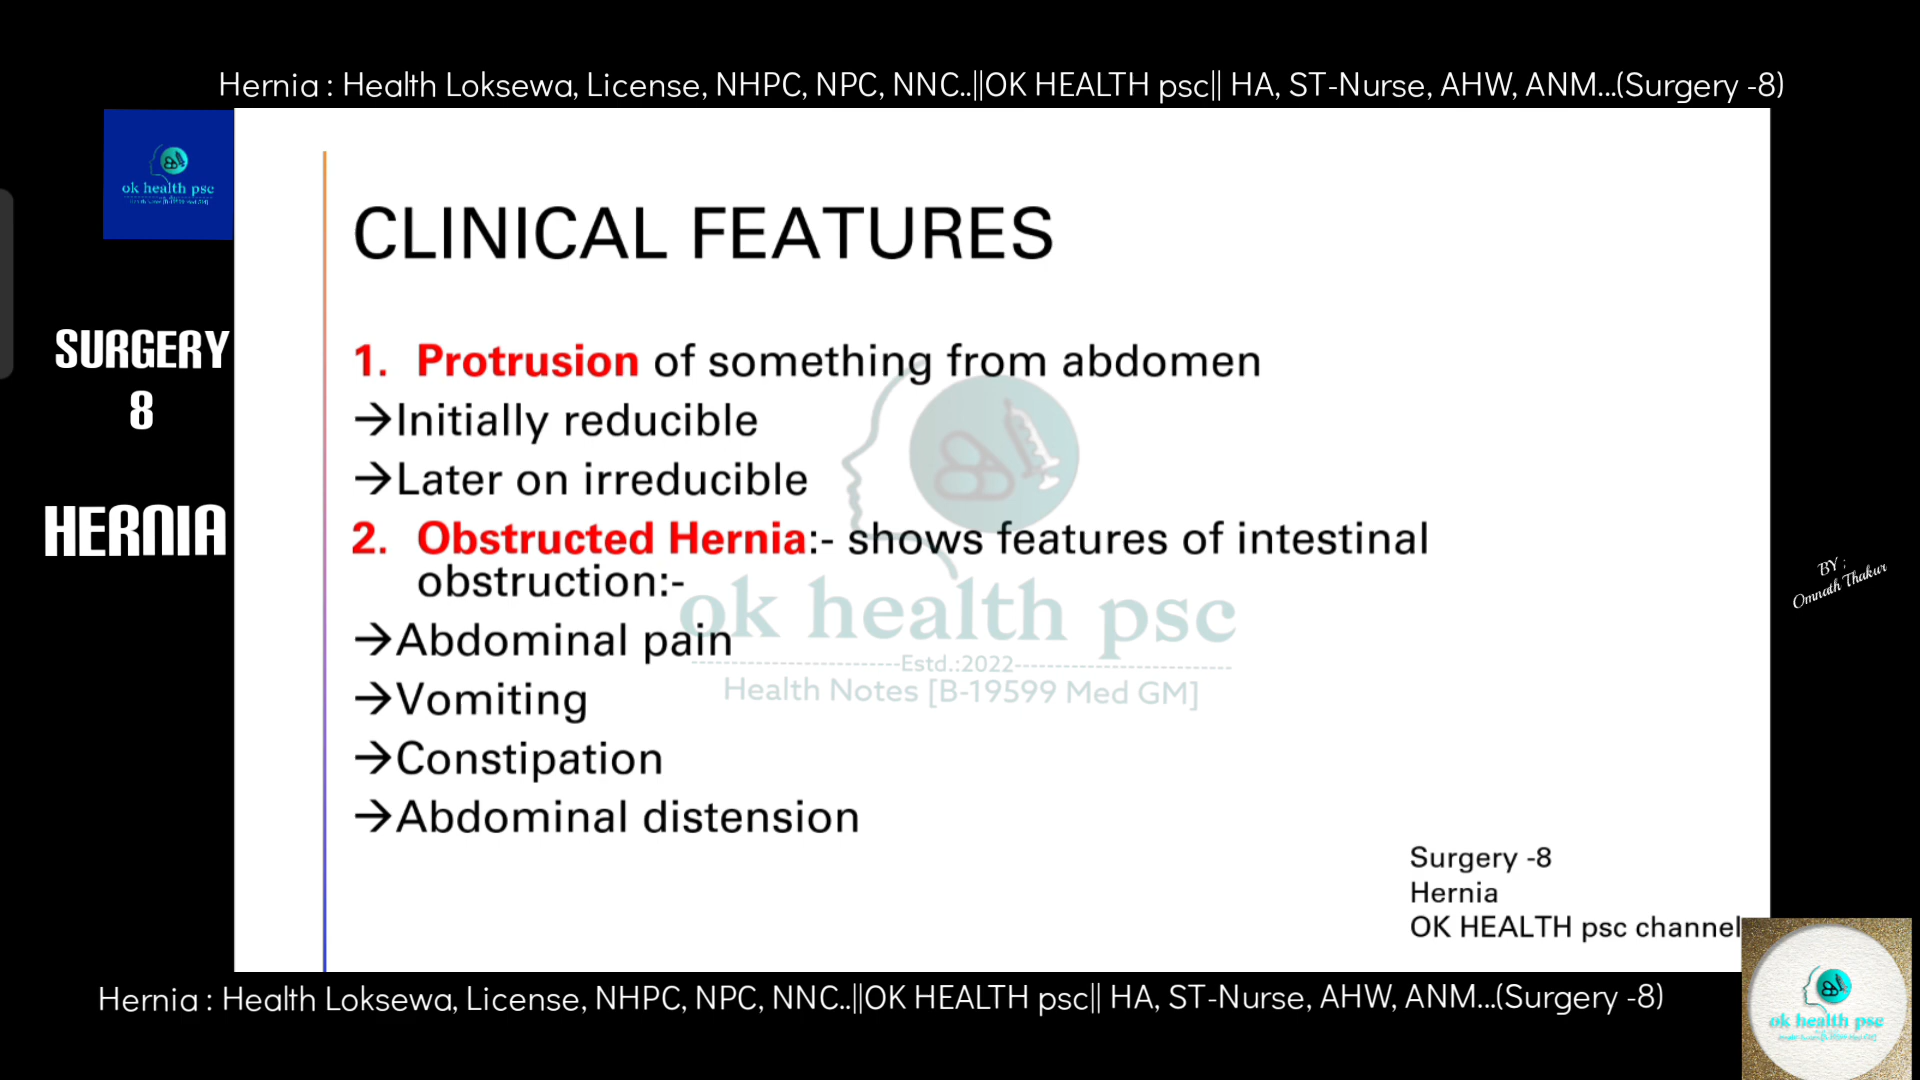 Hernia : Health Loksewa, License, NHPC, NPC, NNC..||OK HEALTH psc|| HA, ST-Nurse, AHW, ANM...(Surgery -8)
ok health psc
SURGERY
8
HERNIA
CLINICAL FEATURES
1. Protrusion of something from abdomen
→Initially reducible
→Later on irreducible
2. Obstructed Hernia:- shows features of intestinal
obstruction:-
→Abdominal pain
→Vomiting
→Constipation
→Abdominal distension
ok health psc
Estd.:2022
Health Notes [B-19599 Med GM]
BY :
Omnath Thakur
Surgery -8
Hernia
OK HEALTH psc channel
ok health psc
Hernia : Health Loksewa, License, NHPC, NPC, NNC..||OK HEALTH psc|| HA, ST-Nurse, AHW, ANM...(Surgery -8)